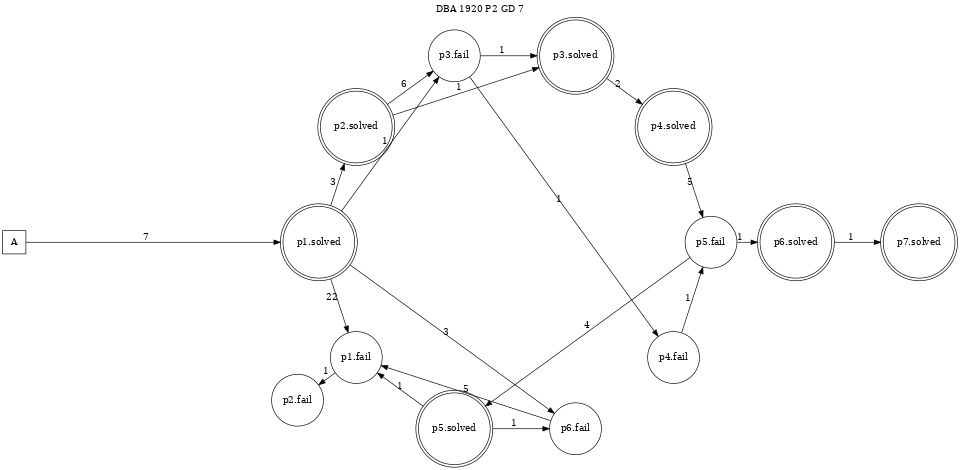 DBA 1920 P2 GD 7
p3.fail
1
p3.solved
6
1
2
p2.solved
p4.solved
1
3
5
1
A
7
p1.solved
p5.fail
1
p6.solved
1
p7.solved
22
3
4
1
p1.fail
p4.fail
1
1
5
p2.fail
p5.solved
1
p6.fail